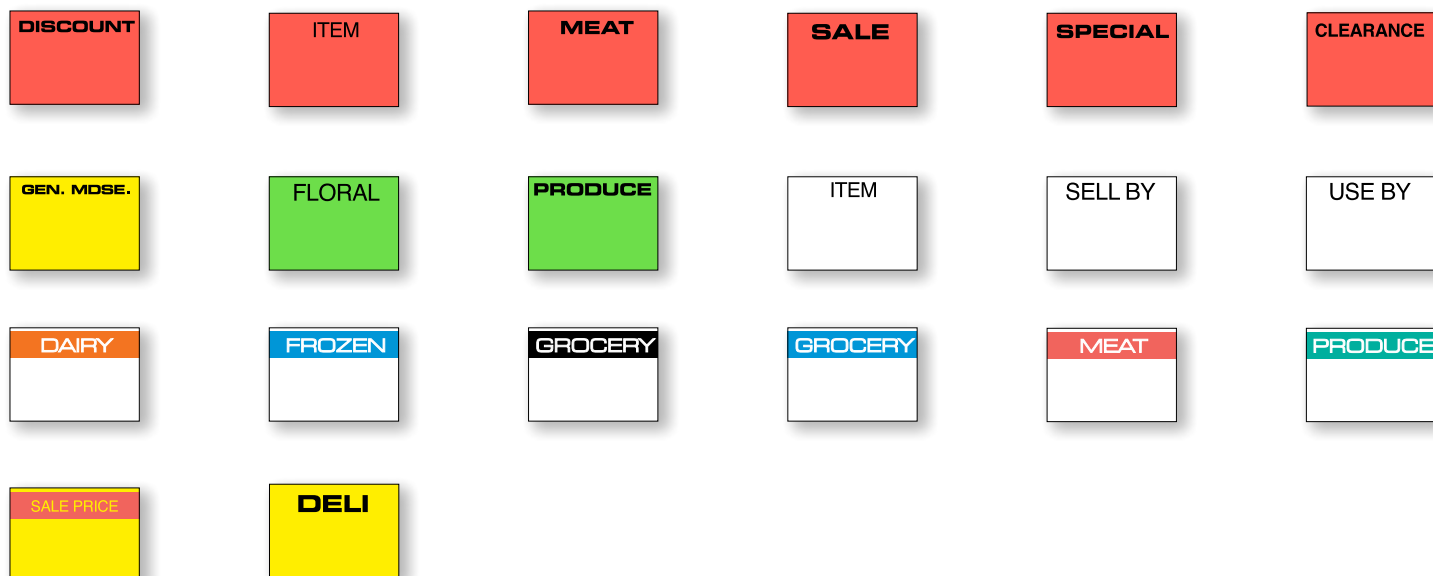 DISCOUNT
ITEM
MEAT
SALE
SPECIAL
CLEARANCE
GEN. MDSE.
FLORAL
PRODUCE
ITEM
SELL BY
USE BY
DAIRY
FROZEN
GROCERY
GROCERY
MEAT
PRODUCE
SALE PRICE
DELI